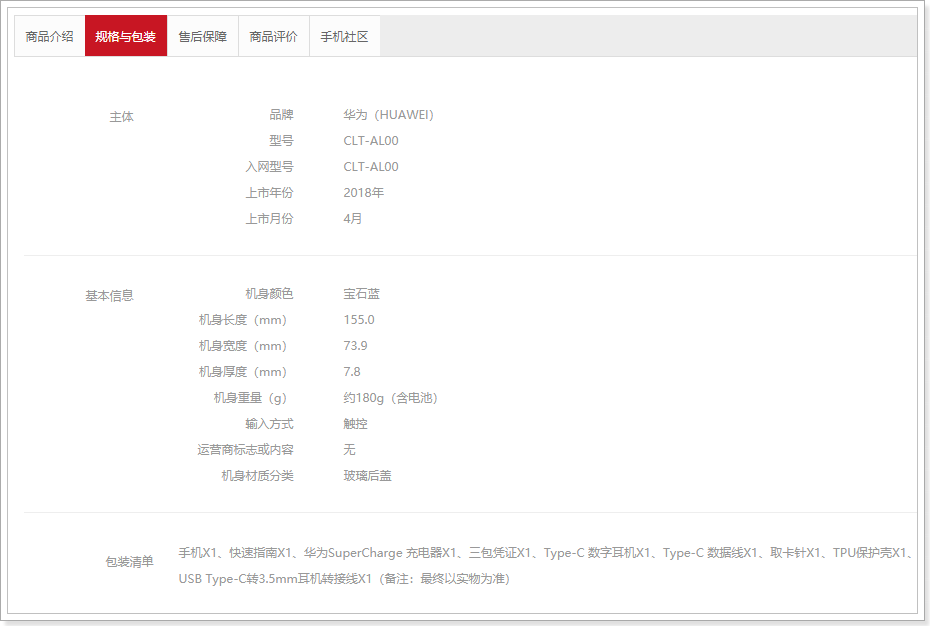 商品介绍 规格与包装 售后保障 商品评价 手机社区
主体 品牌 华为（HUAWEI）
型号 CLT-AL00
入网型号 CLT-AL00
上市年份 2018年
上市月份 4月
基本信息 机身颜色 宝石蓝
机身长度（mm） 155.0
机身宽度（mm） 73.9
机身厚度（mm） 7.8
机身重量（g） 约180g（含电池）
输入方式 触控
运营商标志或内容 无
机身材质分类 玻璃后盖
包装清单 手机X1、快速指南X1、华为SuperCharge 充电器X1、三包凭证X1、Type-C 数字耳机X1、Type-C 数据线X1、取卡针X1、TPU保护壳X1、
USB Type-C转3.5mm耳机转接线X1（备注：最终以实物为准）